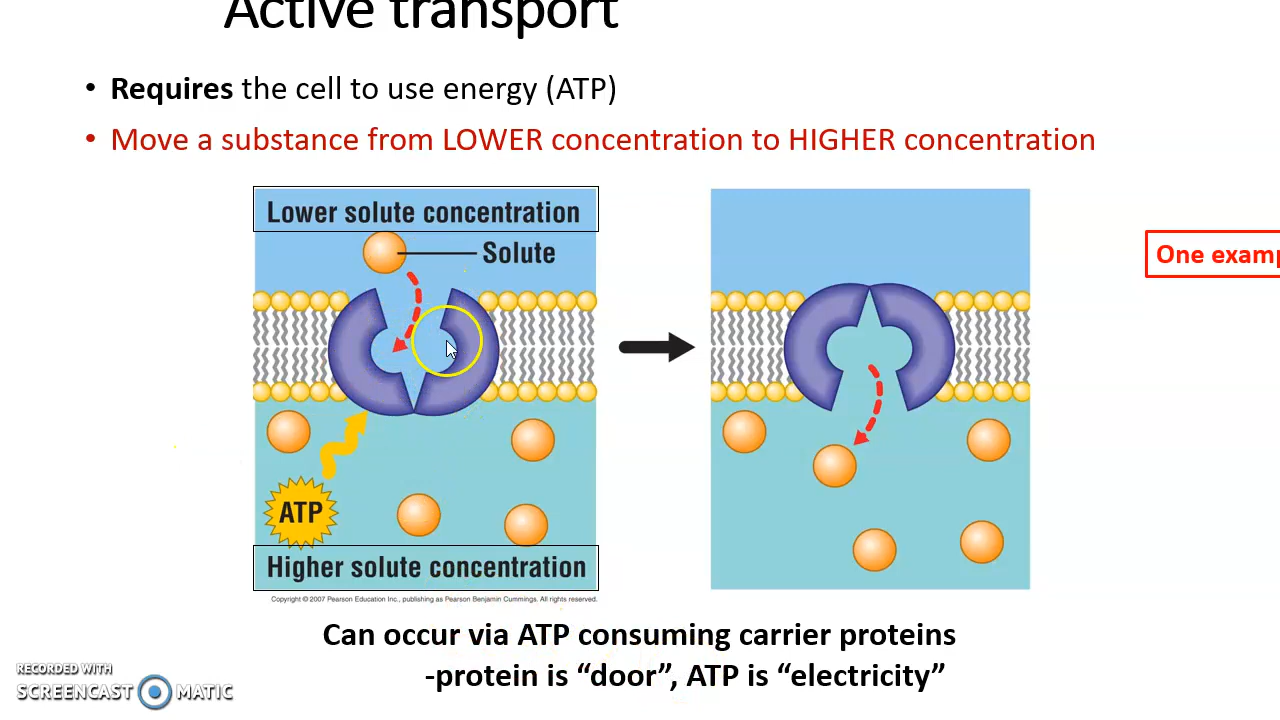 Active transport
• Requires the cell to use energy (ATP)
• Move a substance from LOWER concentration to HIGHER concentration
Lower solute concentration
Solute
One examp
ATP
Higher solute concentration
Copyright © 2007 Pearson Education Inc., publishing as Pearson Benjamin Cummings. All rights reserved.
Can occur via ATP consuming carrier proteins
-protein is “door”, ATP is “electricity”
RECORDED WITH
SCREENCAST MATIC